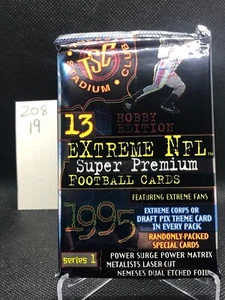 TSC
STADIUM CLUB
208
19
13
HOBBY
EDITION
EXTREME NFL
Super Premium
FOOTBALL CARDS
FEATURING EXTREME FANS
1995
EXTREME CORPS OR
DRAFT PIX THEME CARD
IN EVERY PACK
RANDOMLY-PACKED
SPECIAL CARDS
series 1
POWER SURGE POWER MATRIX
METALISTS LASER-CUT
NEMESES DUAL ETCHED FOIL